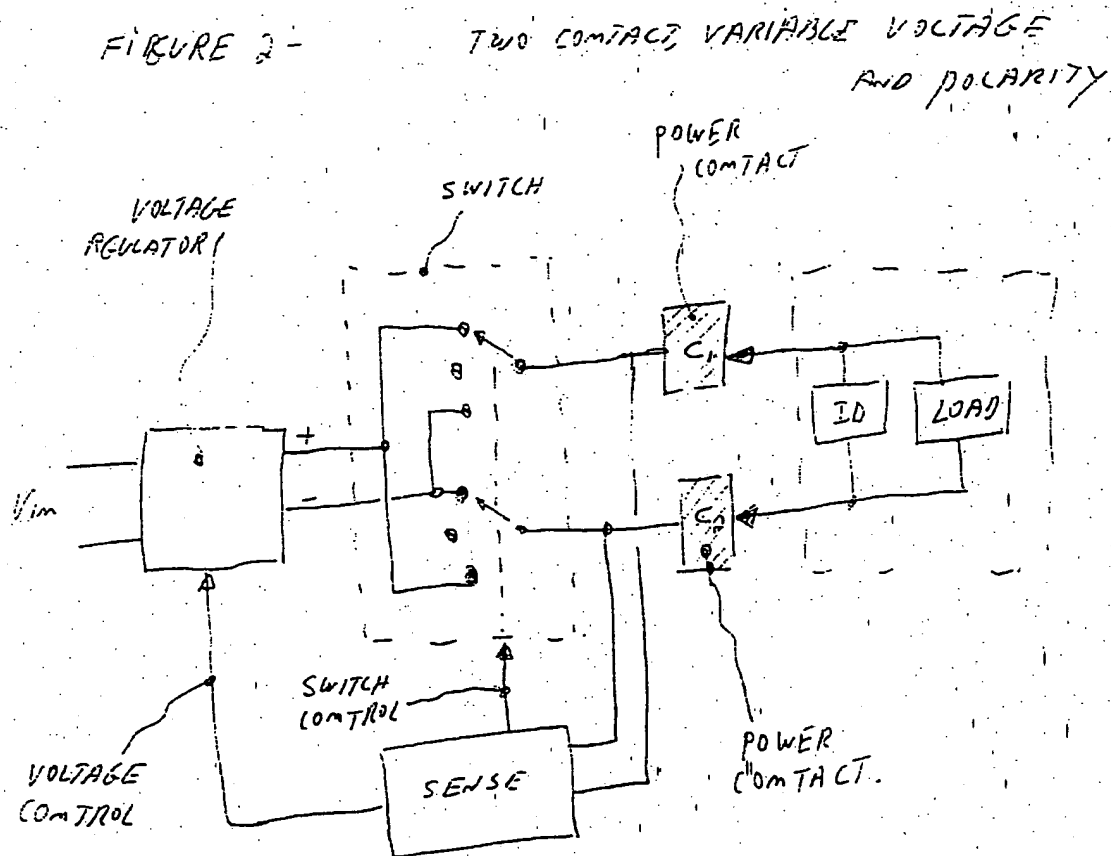 FIGURE 2 -
TWO CONTACT, VARIABLE VOLTAGE
AND POLARITY
POWER
CONTACT
SWITCH
VOLTAGE
REGULATOR
C1
ID
LOAD
+
-
Vin
C2
SWITCH
CONTROL
SENSE
VOLTAGE
CONTROL
POWER
CONTACT.